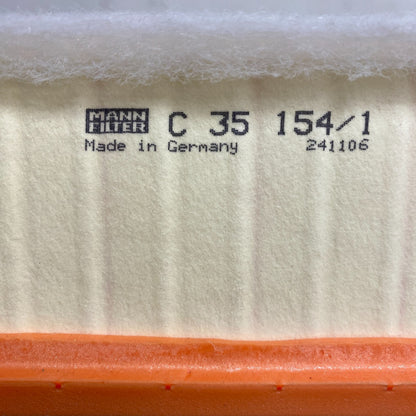 MANN FILTER C 35 154/1
Made in Germany 241106